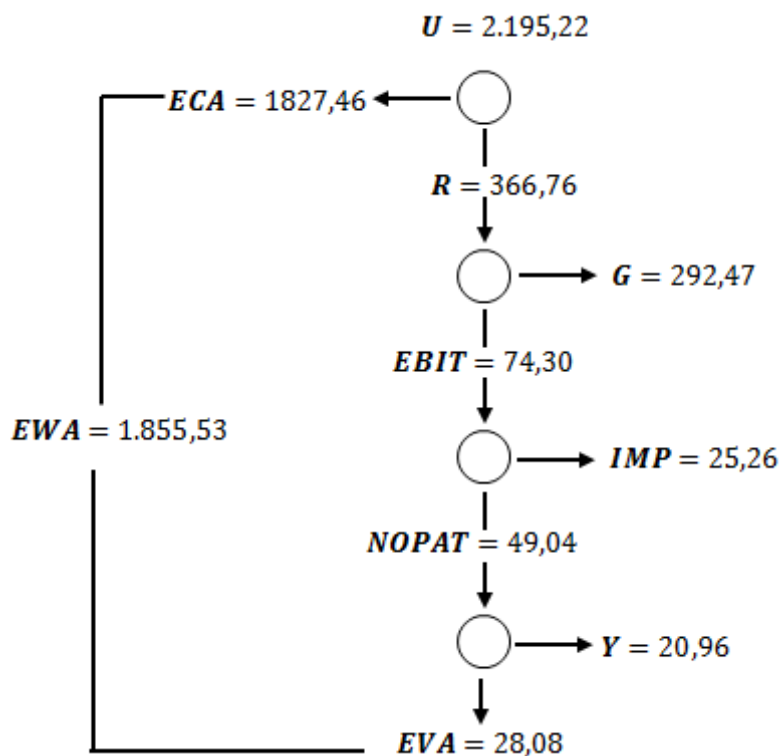 U = 2.195,22
ECA = 1827,46
R = 366,76
G = 292,47
EBIT = 74,30
EWA = 1.855,53
IMP = 25,26
NOPAT = 49,04
Y = 20,96
EVA = 28,08